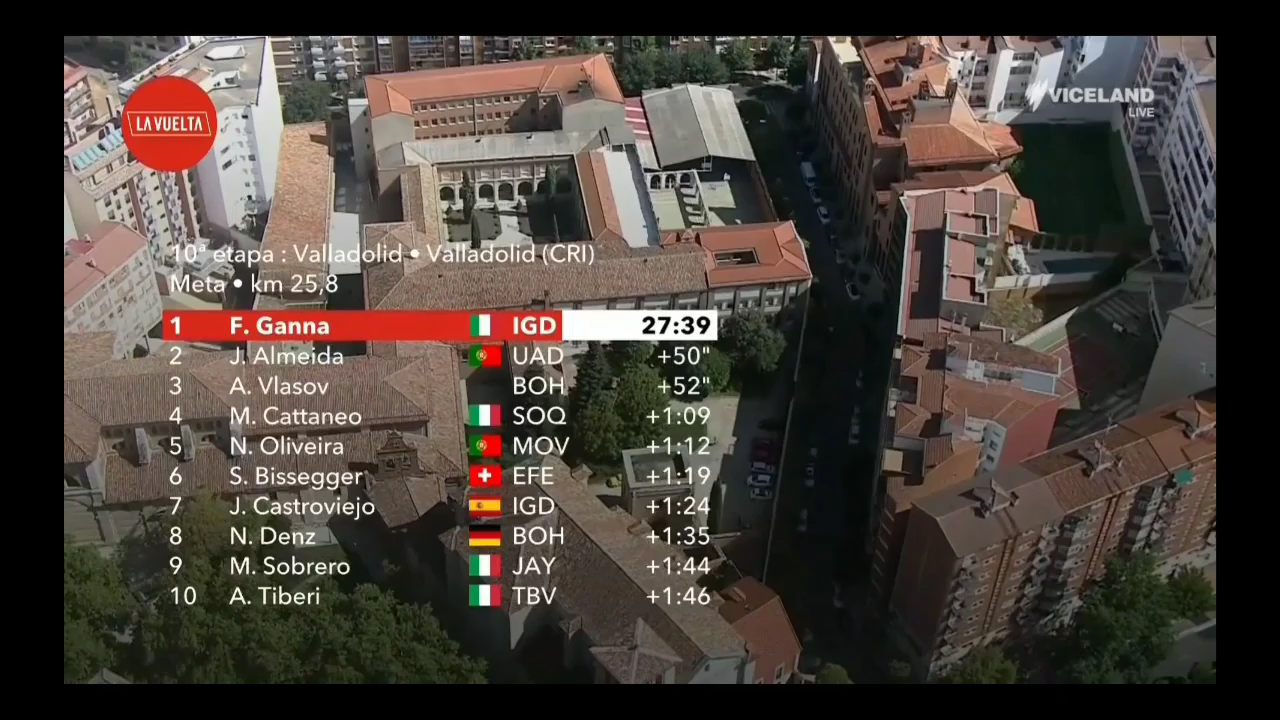 LA VUELTA
VICELAND
LIVE
10ª etapa : Valladolid • Valladolid (CRI)
Meta • km 25,8
1 F. Ganna IGD 27:39
2 J. Almeida UAD +50"
3 A. Vlasov BOH +52"
4 M. Cattaneo SOQ +1:09
5 N. Oliveira MOV +1:12
6 S. Bissegger EFE +1:19
7 J. Castroviejo IGD +1:24
8 N. Denz BOH +1:35
9 M. Sobrero JAY +1:44
10 A. Tiberi TBV +1:46